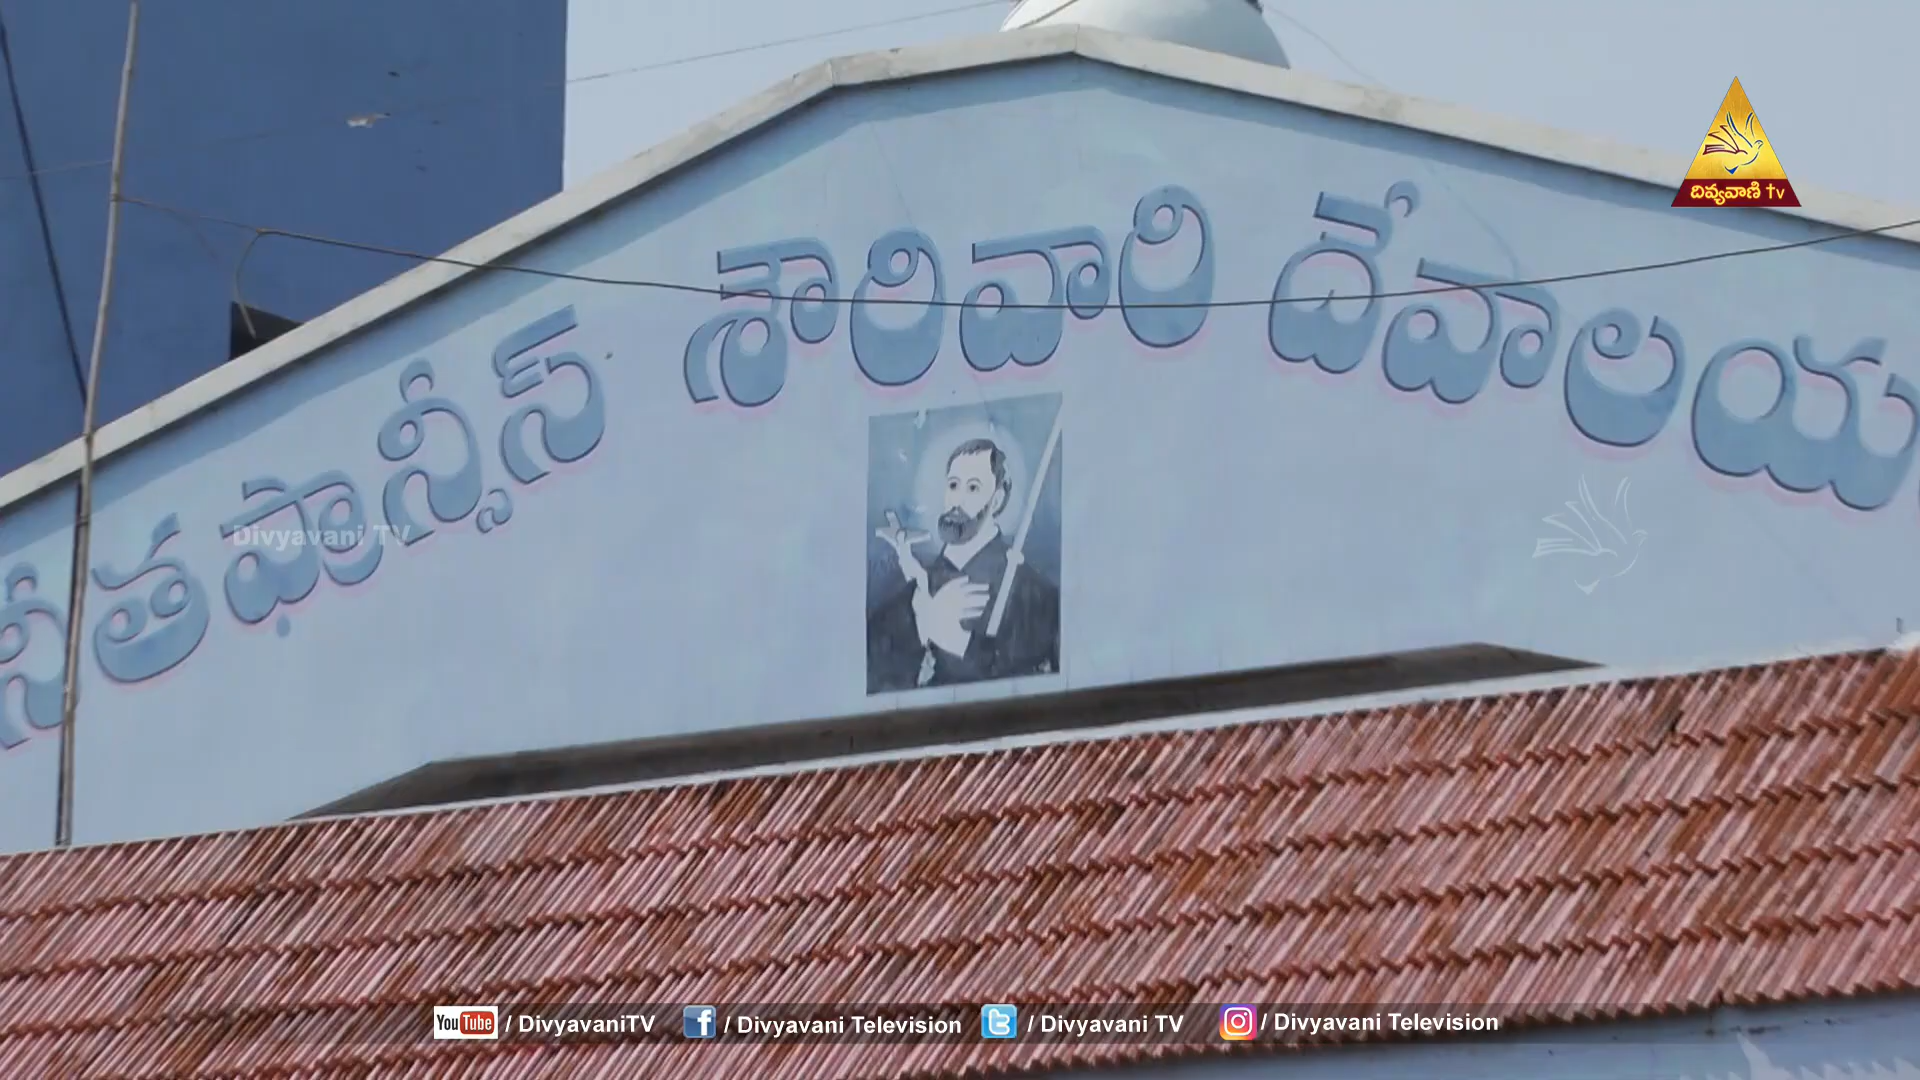 నీతఫ్రాన్సీస్ శౌరివారి దేవాలయ
దివ్యవాణి tv
Divyavani TV
YouTube / DivyavaniTV f / Divyavani Television / Divyavani TV / Divyavani Television